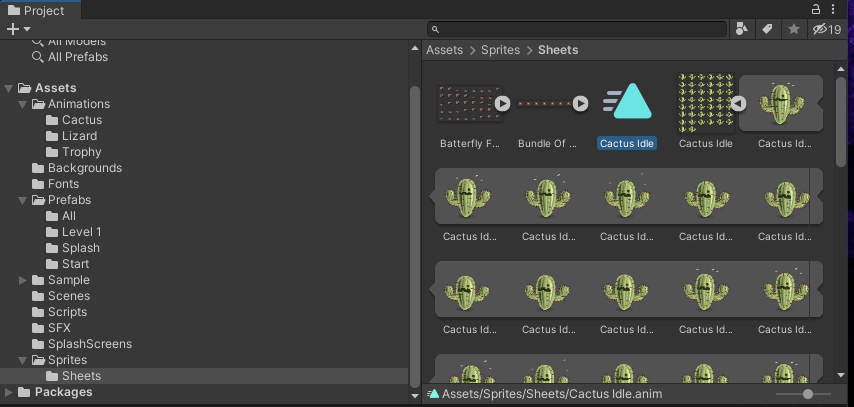 Project
19
All Models
All Prefabs
Assets
Animations
Cactus
Lizard
Trophy
Backgrounds
Fonts
Prefabs
All
Level 1
Splash
Start
Sample
Scenes
Scripts
SFX
SplashScreens
Sprites
Sheets
Packages
Assets > Sprites > Sheets
Batterfly F...
Bundle Of ...
Cactus Idle
Cactus Idle
Cactus Id...
Cactus Id...
Cactus Id...
Cactus Id...
Cactus Id...
Cactus Id...
Cactus Id...
Cactus Id...
Cactus Id...
Cactus Id...
Cactus Id...
Assets/Sprites/Sheets/Cactus Idle.anim